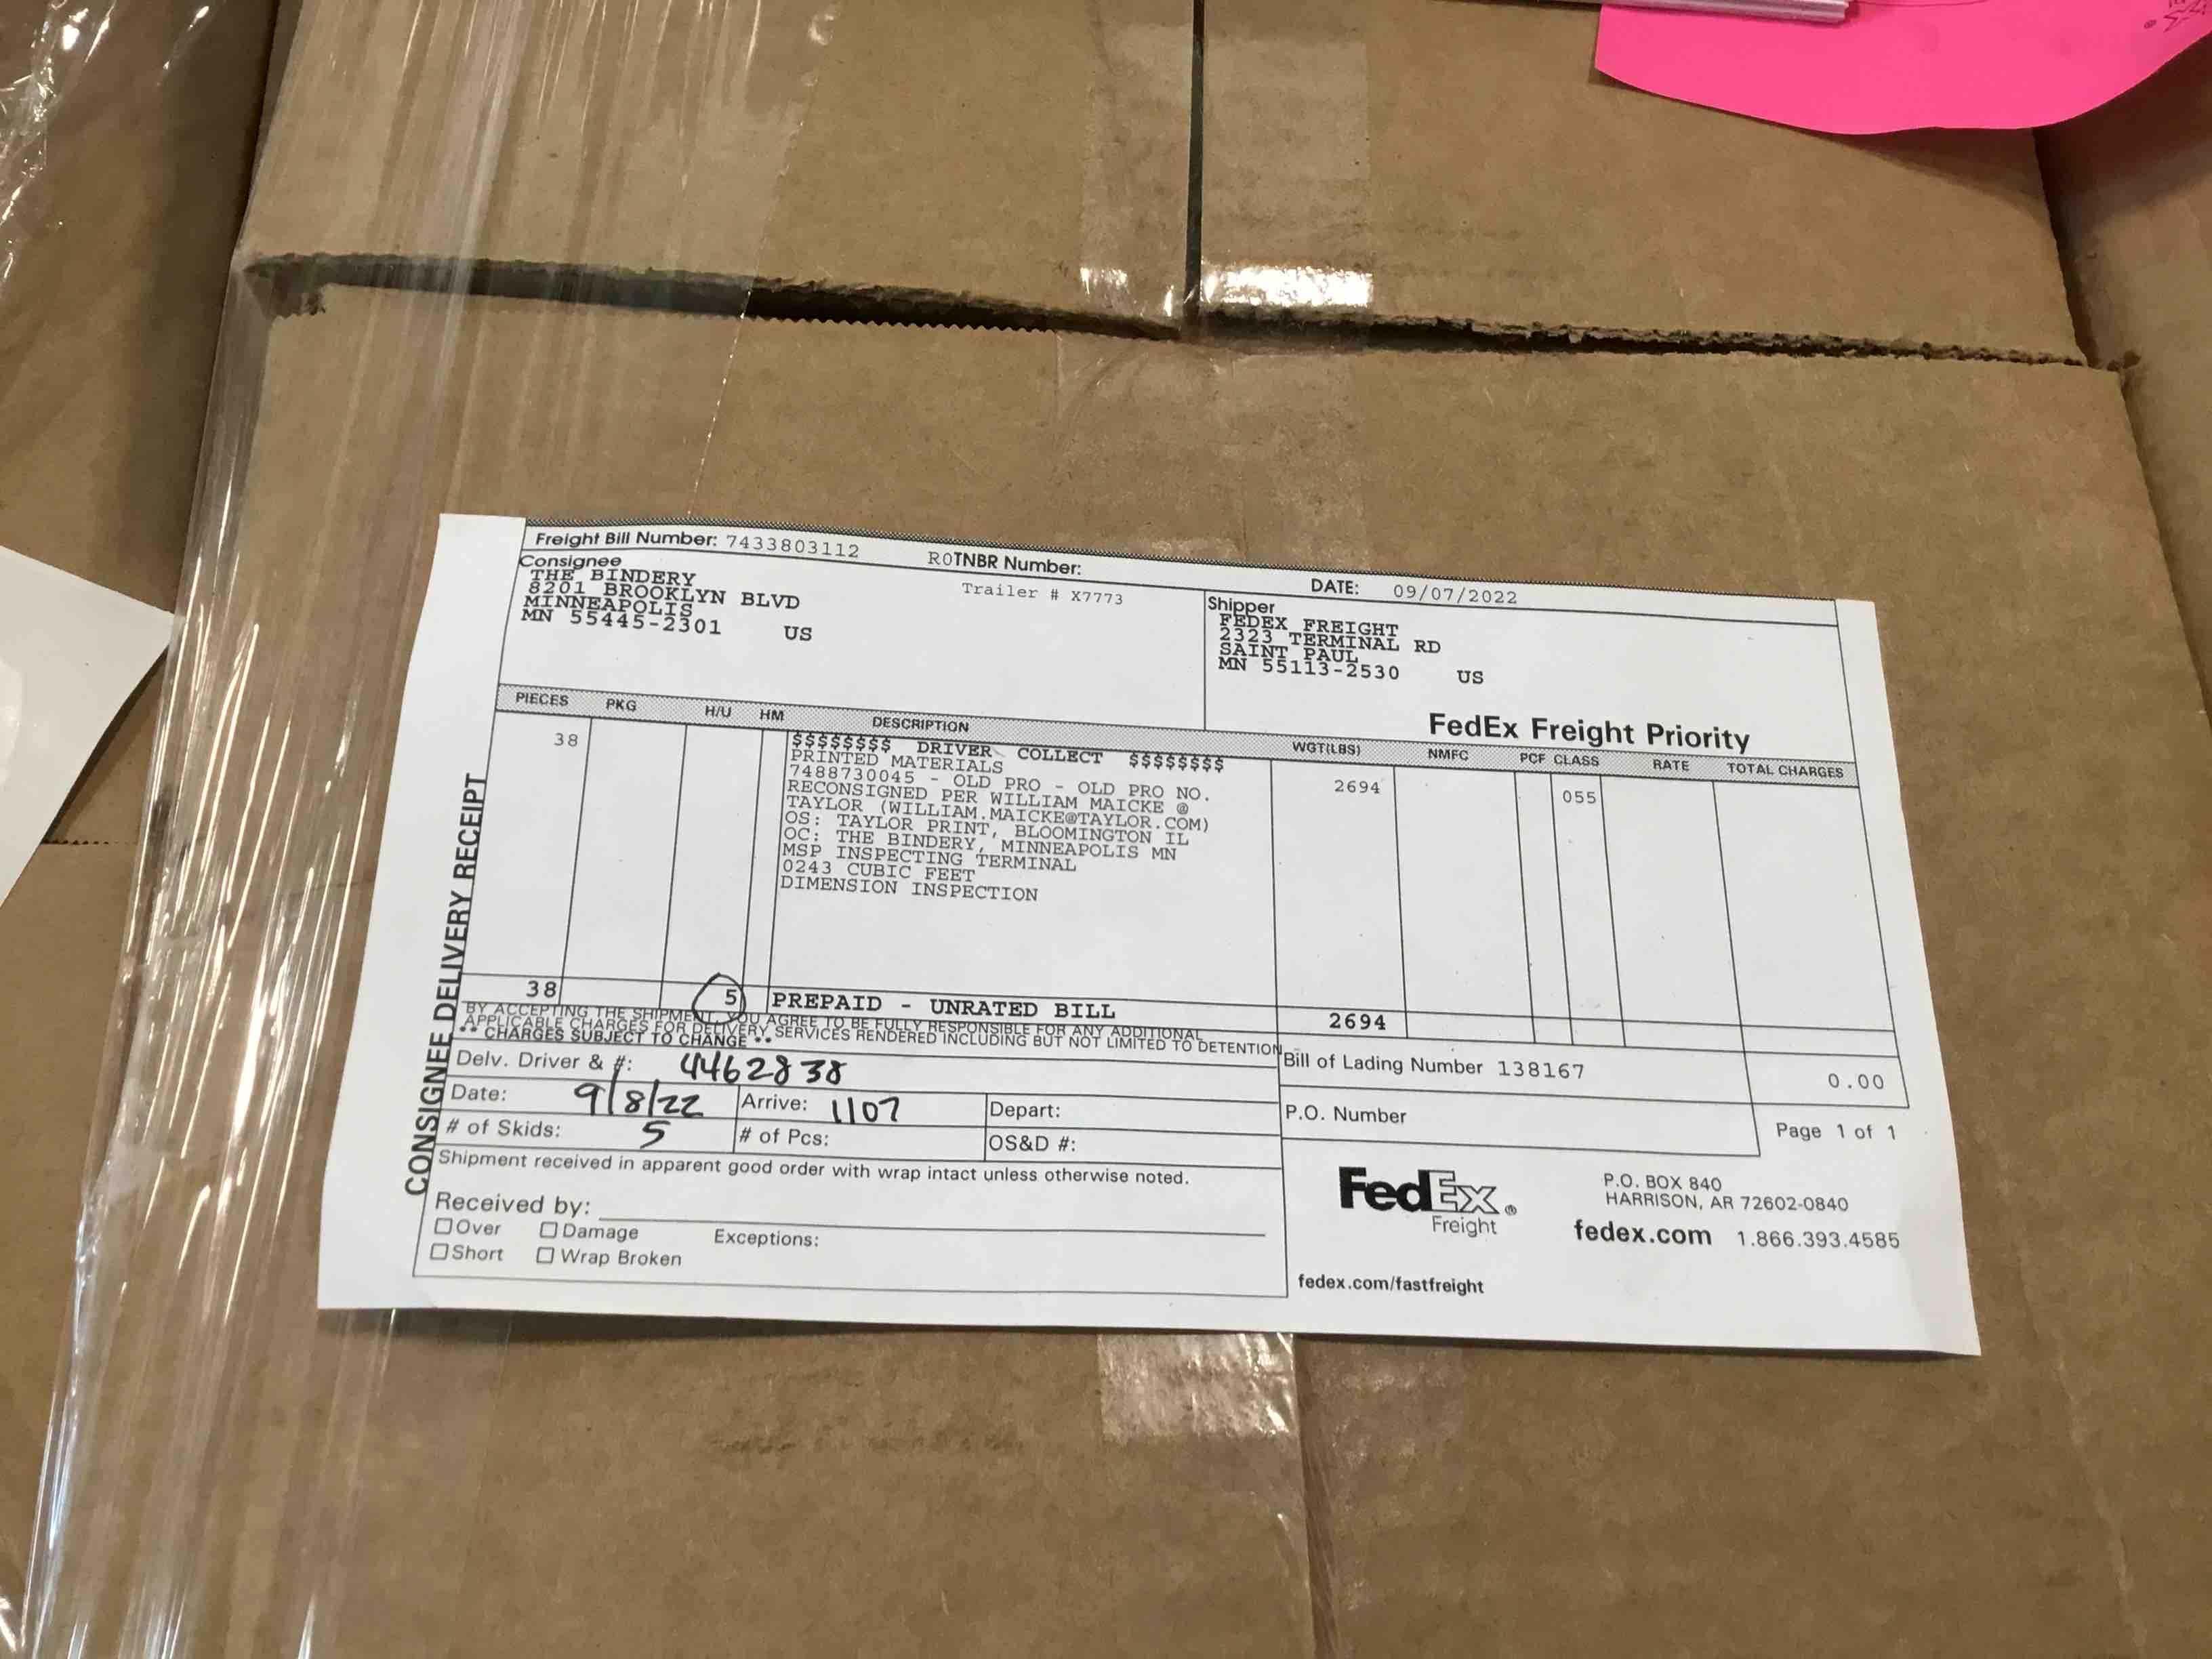 Freight Bill Number: 7433803112 R0TNBR Number: DATE: 09/07/2022
Consignee
THE BINDERY
8201 BROOKLYN BLVD
MINNEAPOLIS
MN 55445-2301 US
Trailer # X7773
Shipper
FEDEX FREIGHT
2323 TERMINAL RD
SAINT PAUL
MN 55113-2530 US
FedEx Freight Priority
PIECES PKG H/U HM DESCRIPTION WGT(LBS) NMFC PCF CLASS RATE TOTAL CHARGES
38 $$$$$$$$ DRIVER COLLECT $$$$$$$$ 2694 055
PRINTED MATERIALS
7488730045 - OLD PRO - OLD PRO NO.
RECONSIGNED PER WILLIAM MAICKE @
TAYLOR (WILLIAM.MAICKE@TAYLOR.COM)
OS: TAYLOR PRINT, BLOOMINGTON IL
OC: THE BINDERY, MINNEAPOLIS MN
MSP INSPECTING TERMINAL
0243 CUBIC FEET
DIMENSION INSPECTION
38 5 PREPAID - UNRATED BILL 2694
BY ACCEPTING THE SHIPMENT, YOU AGREE TO BE FULLY RESPONSIBLE FOR ANY ADDITIONAL
APPLICABLE CHARGES FOR DELIVERY SERVICES RENDERED INCLUDING BUT NOT LIMITED TO DETENTION
** CHARGES SUBJECT TO CHANGE **
Delv. Driver & #: 4462838
Date: 9/8/22 Arrive: 1107 Depart:
# of Skids: 5 # of Pcs: OS&D #:
Shipment received in apparent good order with wrap intact unless otherwise noted.
Received by:
Over Damage Exceptions:
Short Wrap Broken
CONSIGNEE DELIVERY RECEIPT
Bill of Lading Number 138167 0.00
P.O. Number
Page 1 of 1
FedEx®
Freight
P.O. BOX 840
HARRISON, AR 72602-0840
fedex.com 1.866.393.4585
fedex.com/fastfreight